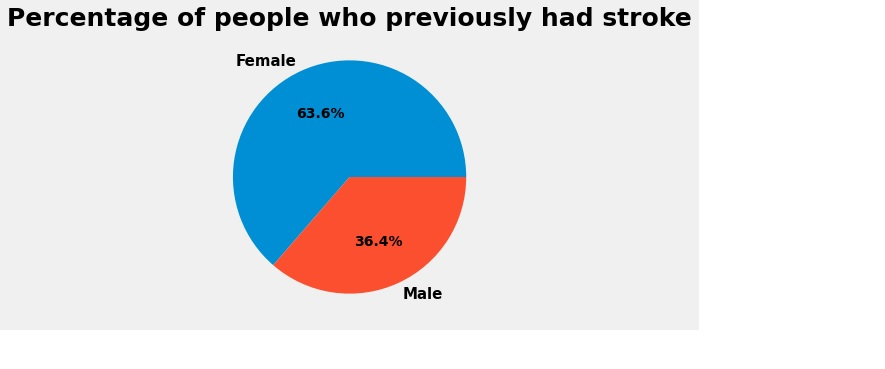 Percentage of people who previously had stroke
Female
63.6%
36.4%
Male